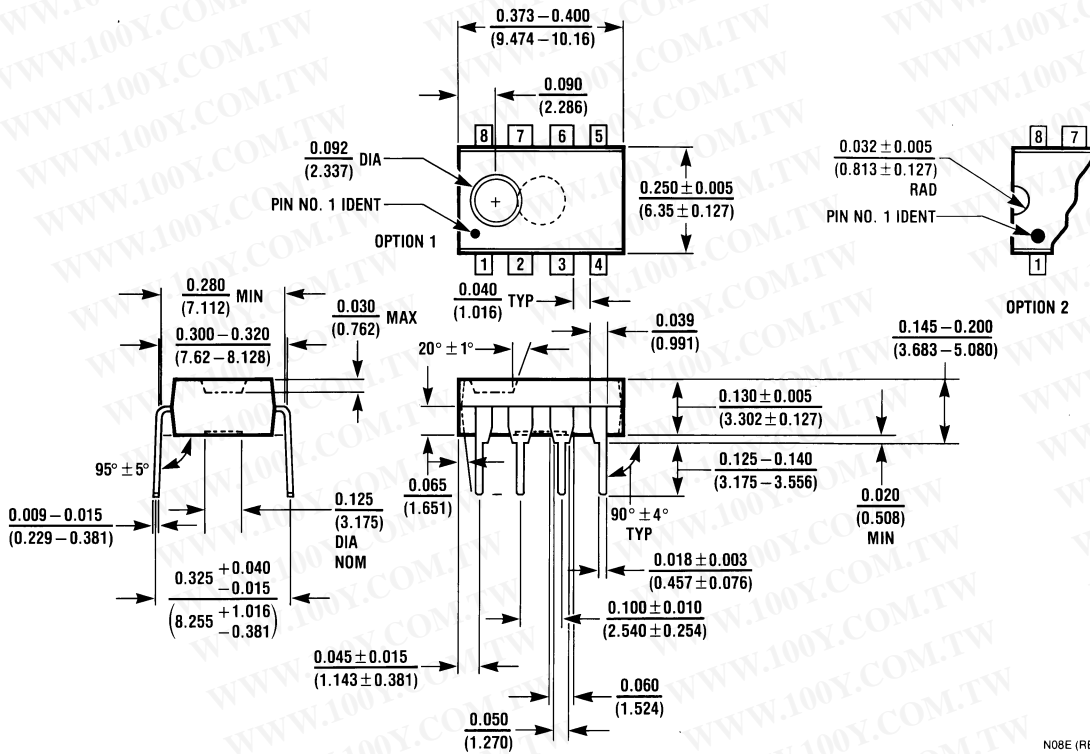 0.373 – 0.400
(9.474 – 10.16)
0.090
(2.286)
8 7 6 5
0.092 DIA
(2.337)
PIN NO. 1 IDENT
OPTION 1
0.250 ± 0.005
(6.35 ± 0.127)
1 2 3 4
0.032 ± 0.005
(0.813 ± 0.127)
RAD
PIN NO. 1 IDENT
8 7
1
OPTION 2
0.280 MIN
(7.112)
0.300 – 0.320
(7.62 – 8.128)
0.030 MAX
(0.762)
0.040 TYP
(1.016)
0.039
(0.991)
20° ± 1°
0.145 – 0.200
(3.683 – 5.080)
0.130 ± 0.005
(3.302 ± 0.127)
0.125 – 0.140
(3.175 – 3.556)
0.020
(0.508)
MIN
95° ± 5°
0.065
(1.651)
90° ± 4°
TYP
0.009 – 0.015
(0.229 – 0.381)
0.125
(3.175)
DIA
NOM
0.325 +0.040
–0.015
(8.255 +1.016
–0.381)
0.018 ± 0.003
(0.457 ± 0.076)
0.100 ± 0.010
(2.540 ± 0.254)
0.045 ± 0.015
(1.143 ± 0.381)
0.060
(1.524)
0.050
(1.270)
N08E
WWW.100Y.COM.TW